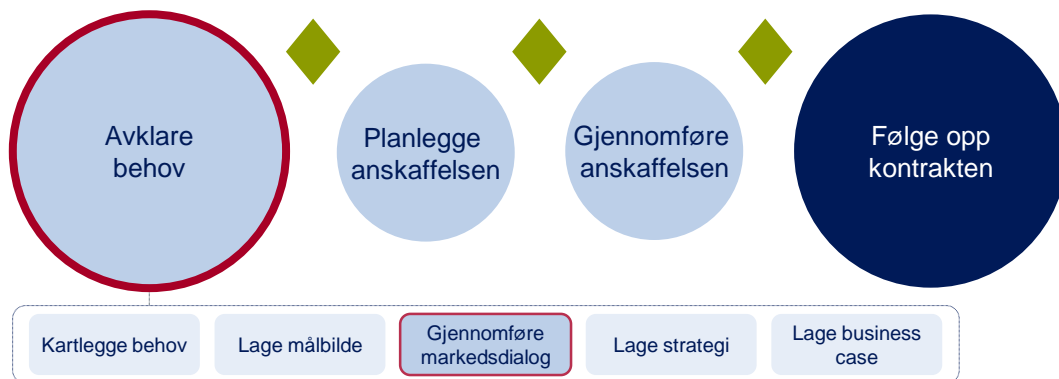 Avklare
behov
Planlegge
anskaffelsen
Gjennomføre
anskaffelsen
Følge opp
kontrakten
Kartlegge behov
Lage målbilde
Gjennomføre
markedsdialog
Lage strategi
Lage business
case